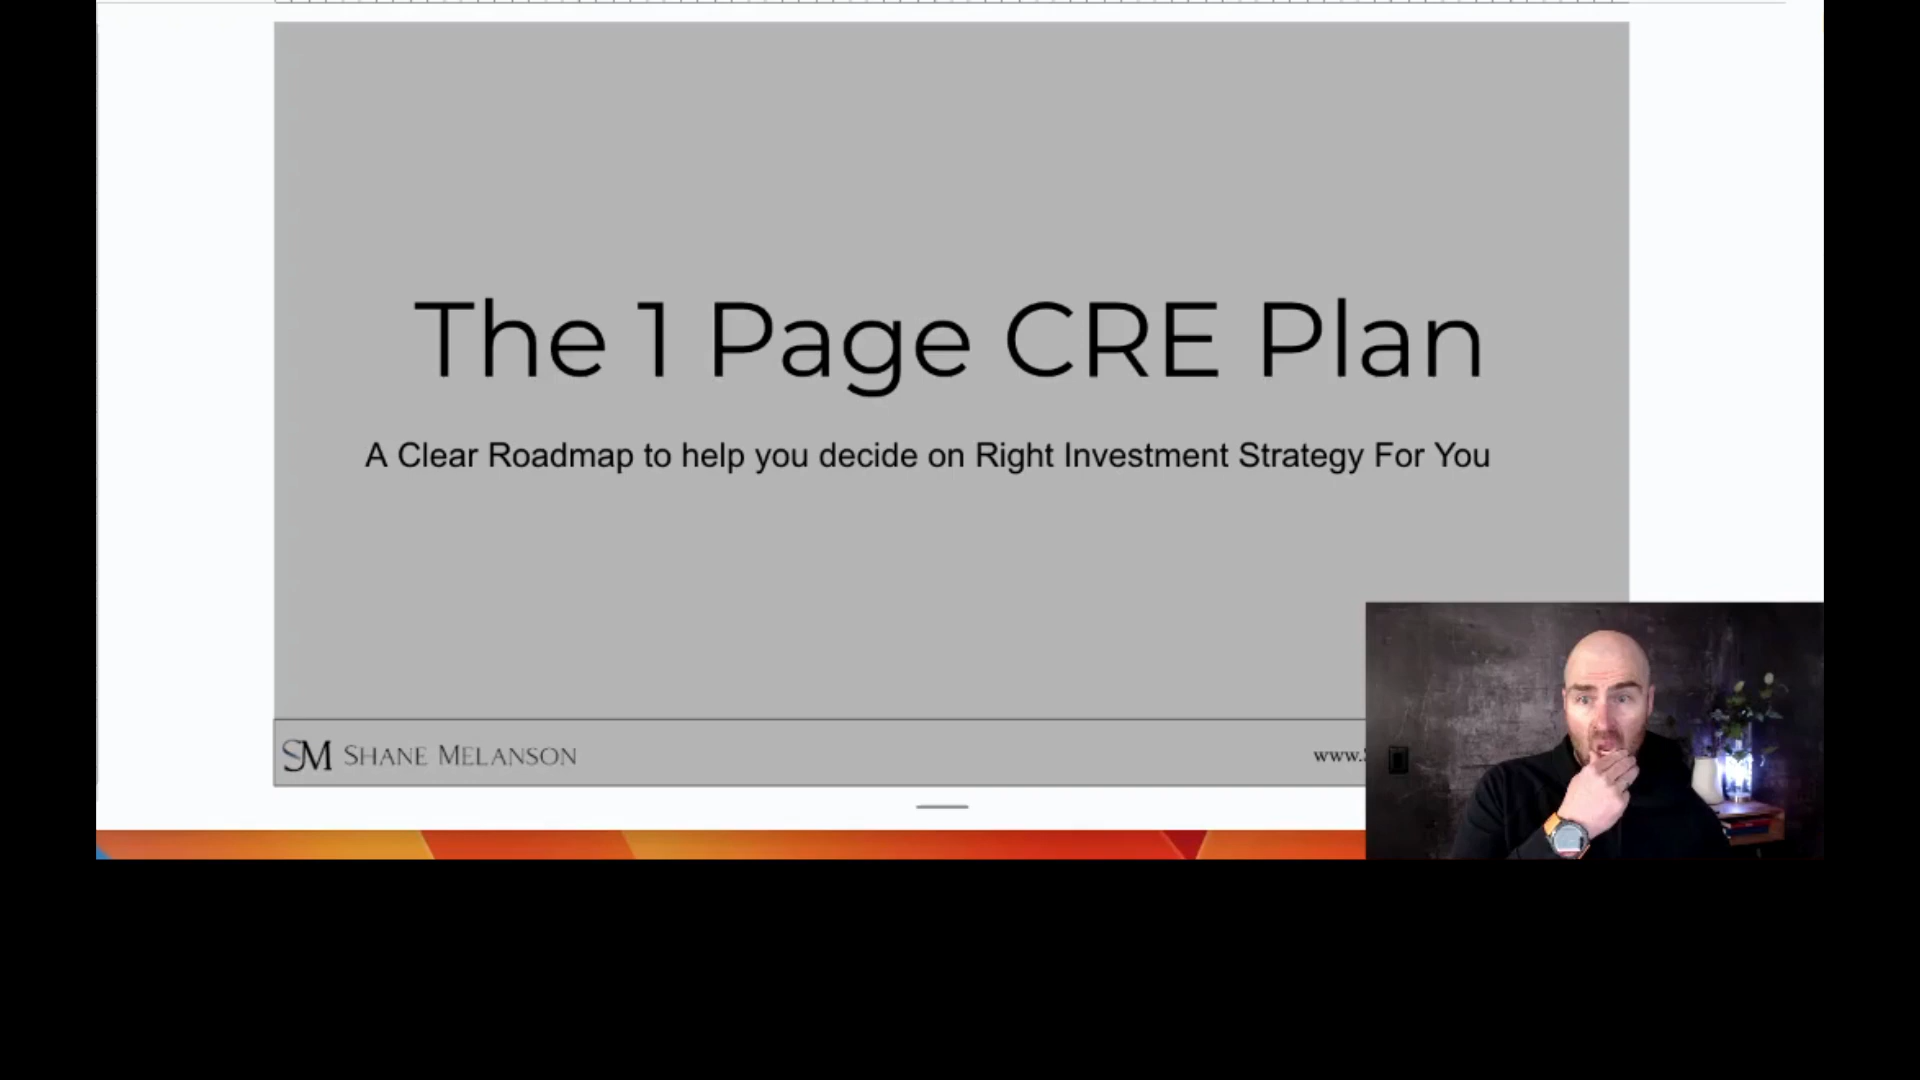 The 1 Page CRE Plan
A Clear Roadmap to help you decide on Right Investment Strategy For You
SM SHANE MELANSON
www.